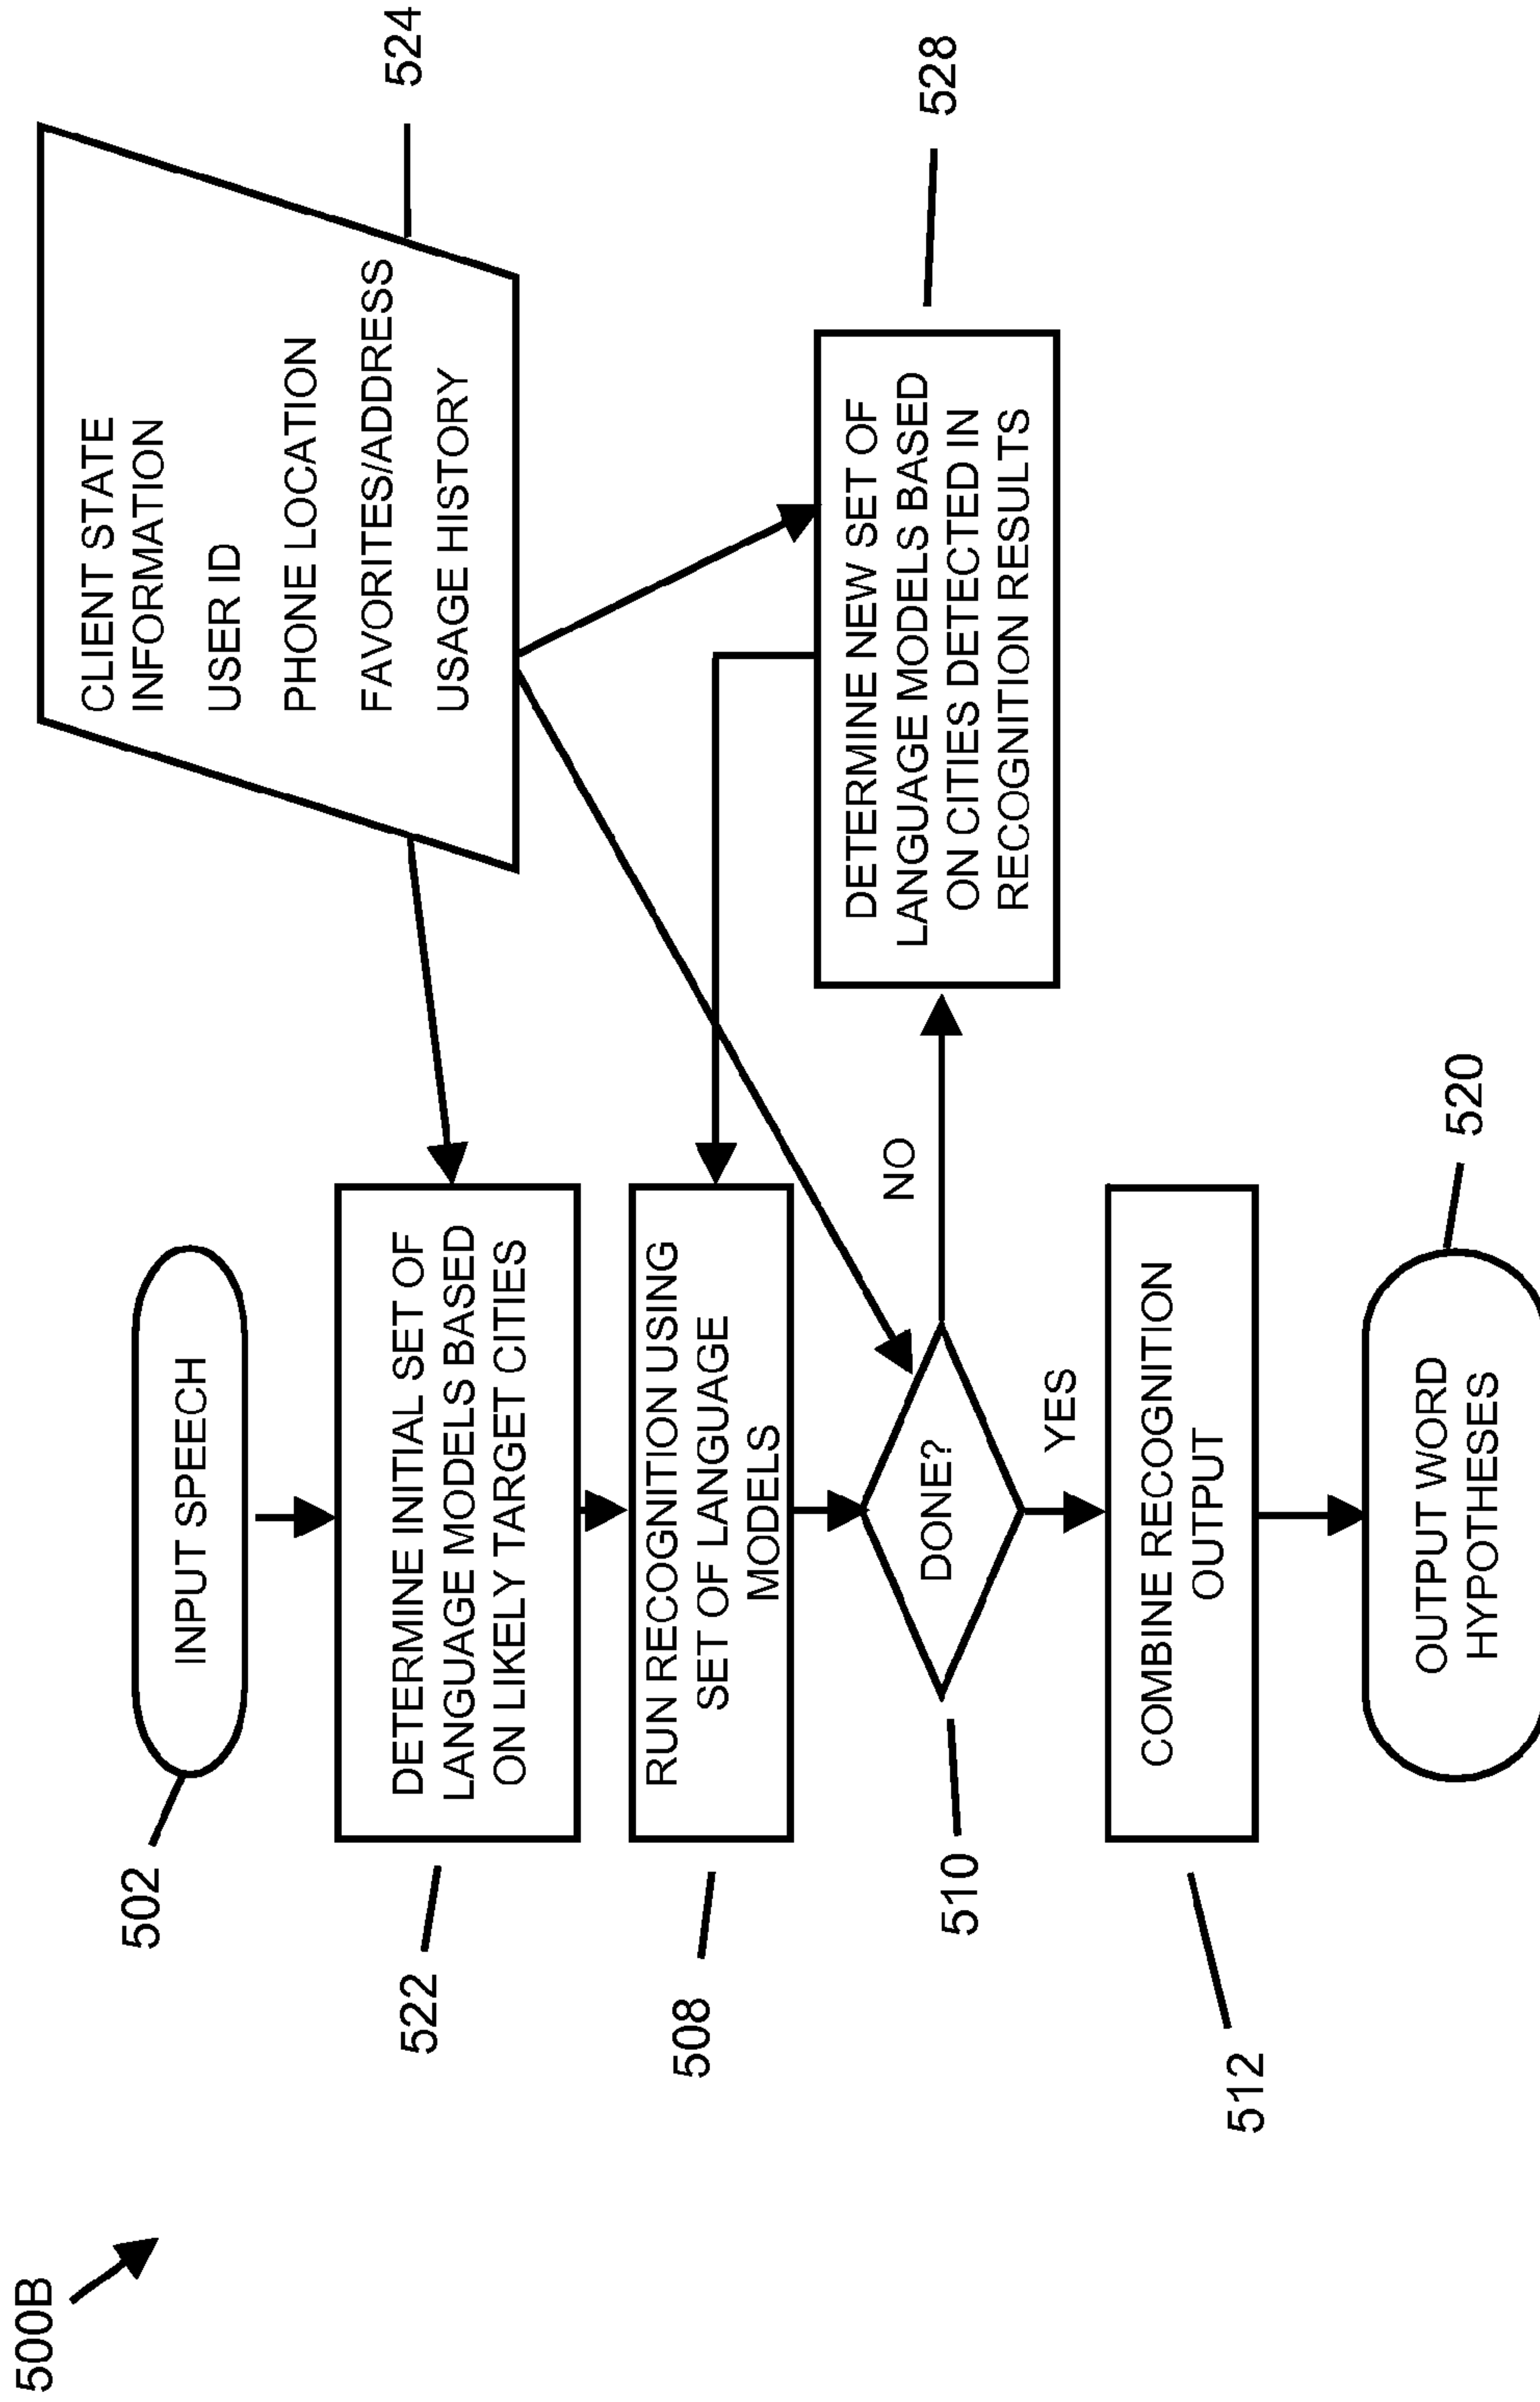 500B
502
INPUT SPEECH
522
DETERMINE INITIAL SET OF
LANGUAGE MODELS BASED
ON LIKELY TARGET CITIES
CLIENT STATE
INFORMATION
USER ID
PHONE LOCATION
FAVORITES/ADDRESS
USAGE HISTORY
524
508
RUN RECOGNITION USING
SET OF LANGUAGE
MODELS
510
DONE?
NO
YES
DETERMINE NEW SET OF
LANGUAGE MODELS BASED
ON CITIES DETECTED IN
RECOGNITION RESULTS
528
512
COMBINE RECOGNITION
OUTPUT
OUTPUT WORD
HYPOTHESES
520